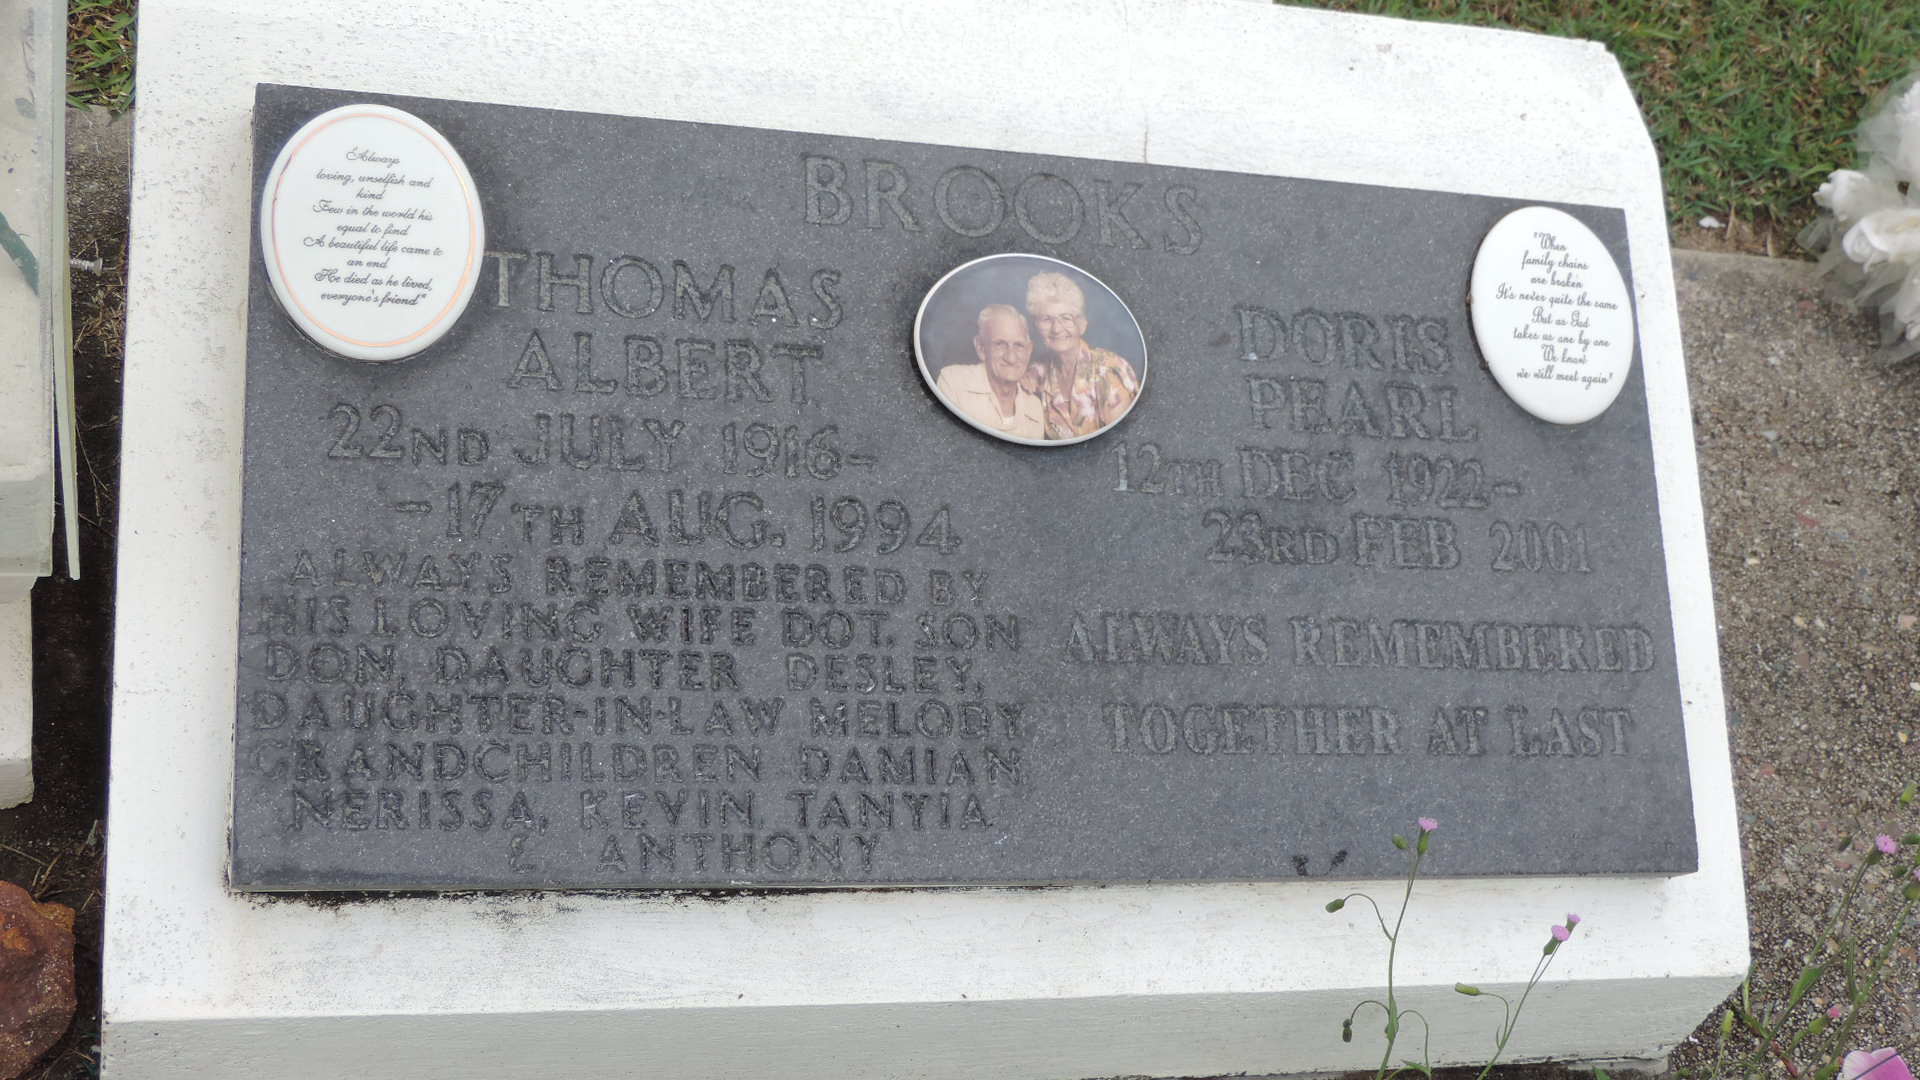 BROOKS
"Always
loving, unselfish and
kind
Few in the world his
equal to find
A beautiful life came to
an end
He died as he lived,
everyone's friend"
THOMAS
ALBERT
22ND JULY 1916-
-17TH AUG. 1994
ALWAYS REMEMBERED BY
HIS LOVING WIFE DOT. SON
DON, DAUGHTER DESLEY,
DAUGHTER-IN-LAW MELODY
GRANDCHILDREN DAMIAN,
NERISSA, KEVIN, TANYIA
& ANTHONY
DORIS
PEARL
12TH DEC 1922-
23RD FEB 2001
ALWAYS REMEMBERED
TOGETHER AT LAST
"When
family chains
are broken
It's never quite the same
But as God
takes us one by one
We know
we will meet again"